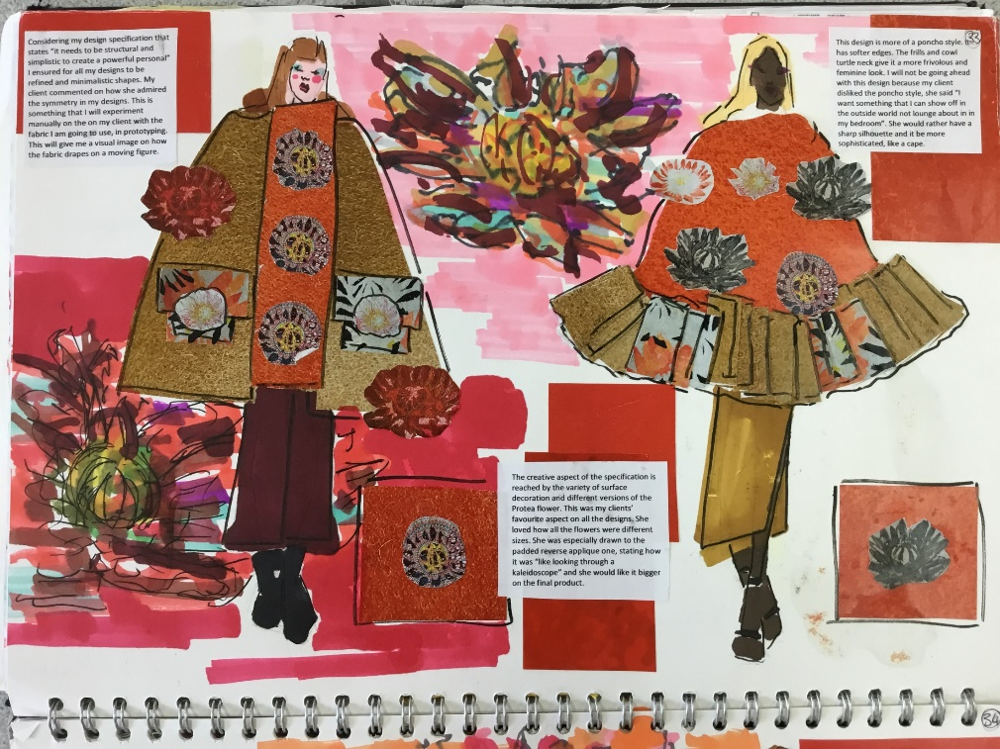 Considering my design specification that
states "it needs to be structural and
simplistic to create a powerful personal"
I ensured for all my designs to be
refined and minimalistic shapes. My
client commented on how she admired
the symmetry in my designs. This is
something that I will experiment
manually on the on my client with the
fabric I am going to use, in prototyping.
This will give me a visual image on how
the fabric drapes on a moving figure.
33
This design is more of a poncho style. It
has softer edges. The frills and cowl
turtle neck give it a more frivolous and
feminine look. I will not be going ahead
with this design because my client
disliked the poncho style, she said "I
want something that I can show off in
the outside world not lounge about in in
my bedroom". She would rather have a
sharp silhouette and it be more
sophisticated, like a cape.
The creative aspect of the specification is
reached by the variety of surface
decoration and different versions of the
Protea flower. This was my clients'
favourite aspect on all the designs. She
loved how all the flowers were different
sizes. She was especially drawn to the
padded reverse applique one, stating how
it was "like looking through a
kaleidoscope" and she would like it bigger
on the final product.
34